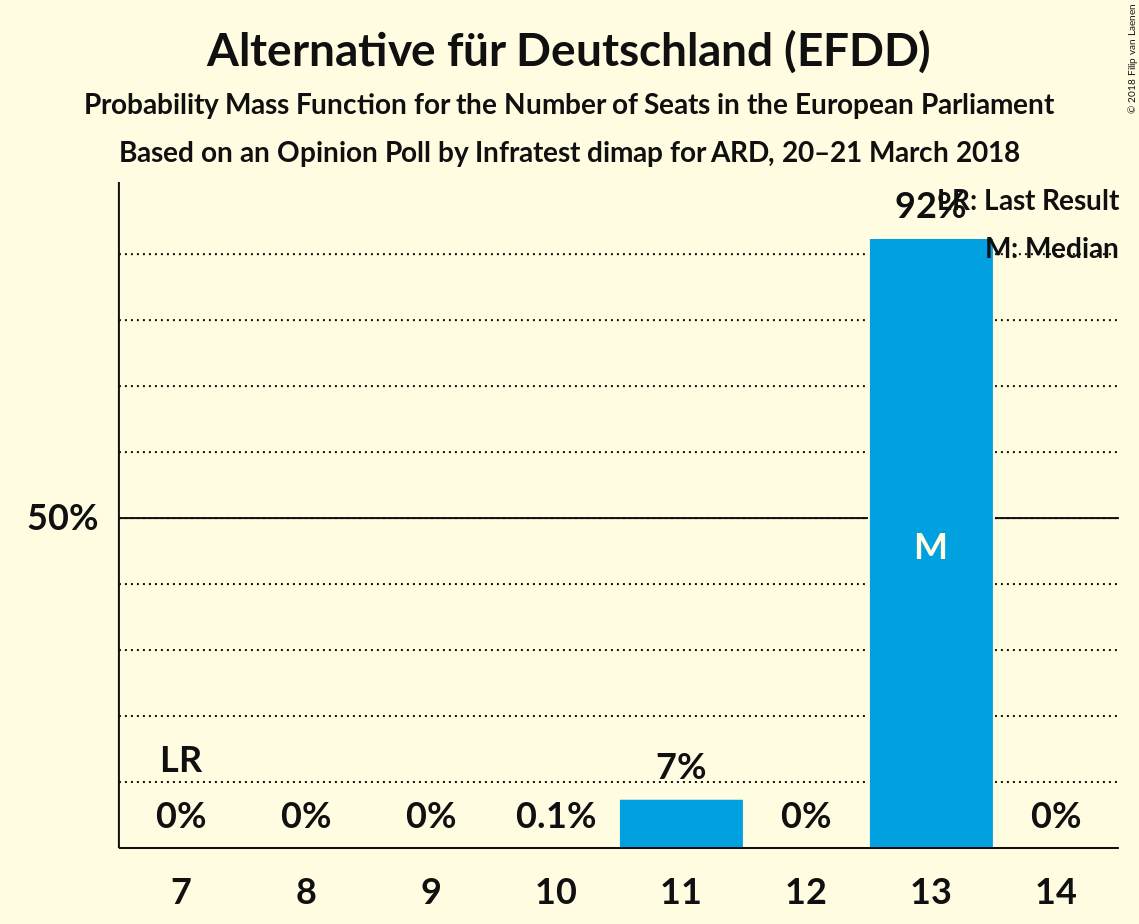 Alternative für Deutschland (EFDD)
Probability Mass Function for the Number of Seats in the European Parliament
Based on an Opinion Poll by Infratest dimap for ARD, 20–21 March 2018
© 2018 Filip van Laenen
LR: Last Result
M: Median
92%
50%
M
LR
7%
0% 0% 0% 0.1% 0% 0%
7 8 9 10 11 12 13 14